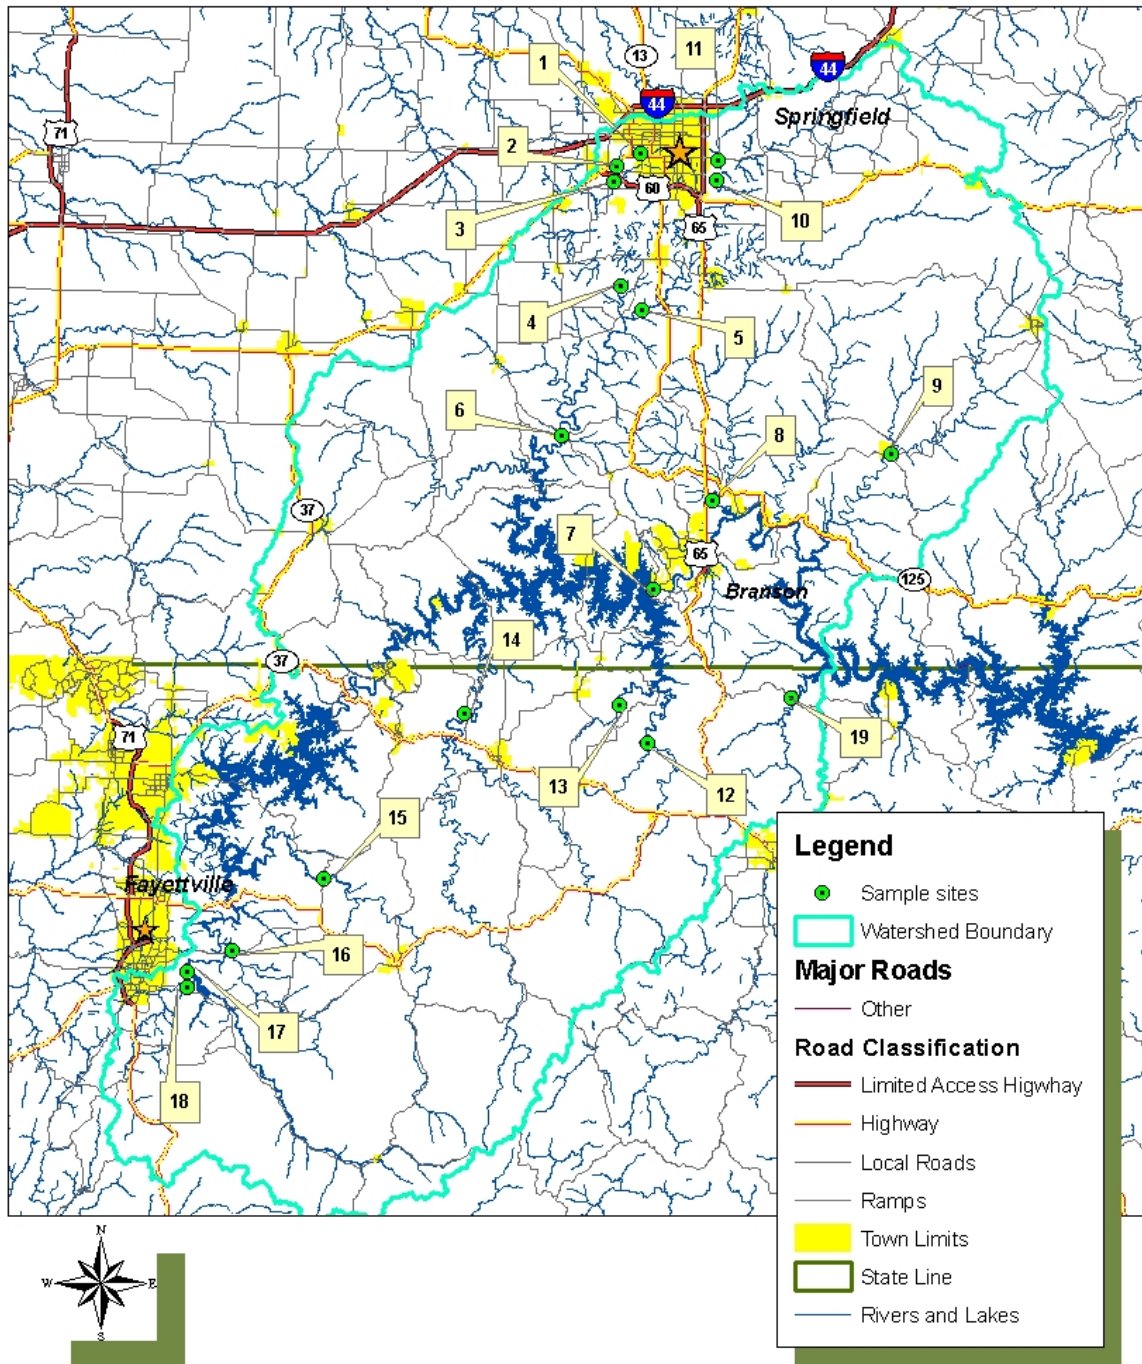 11
13
1
44
44
Springfield
71
2
60
3
10
65
4
5
9
6
8
37
7
65
125
Branson
14
37
71
19
13
12
15
Fayettville
16
17
18
Legend
Sample sites
Watershed Boundary
Major Roads
Other
Road Classification
Limited Access Higwhay
Highway
Local Roads
Ramps
Town Limits
State Line
Rivers and Lakes
N
W E
S